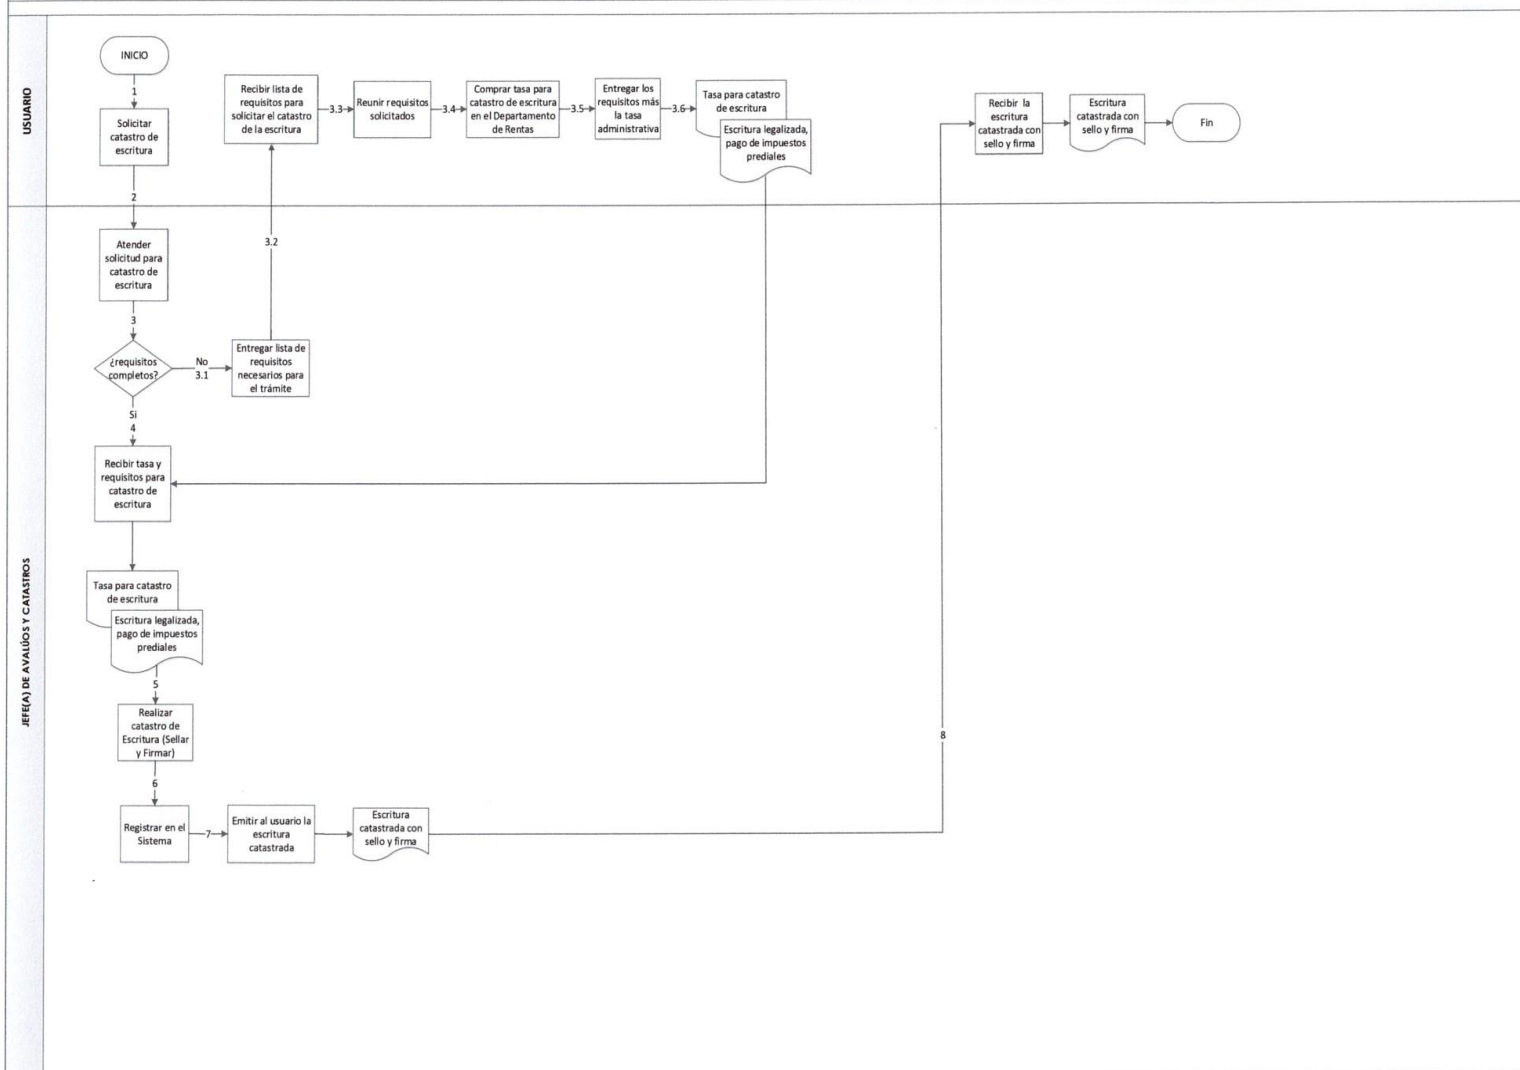 USUARIO
INICIO
1
Solicitar
catastro de
escritura
2
Recibir lista de
requisitos para
solicitar el catastro
de la escritura
3.3
Reunir requisitos
solicitados
3.4
Comprar tasa para
catastro de escritura
en el Departamento
de Rentas
3.5
Entregar los
requisitos más
la tasa
administrativa
3.6
Tasa para catastro
de escritura
Escritura legalizada,
pago de impuestos
prediales
Recibir la
escritura
catastrada con
sello y firma
Escritura
catastrada con
sello y firma
Fin
JEFE(A) DE AVALÚOS Y CATASTROS
Atender
solicitud para
catastro de
escritura
3
¿requisitos
completos?
No
3.1
Entregar lista de
requisitos
necesarios para
el trámite
3.2
Si
4
Recibir tasa y
requisitos para
catastro de
escritura
Tasa para catastro
de escritura
Escritura legalizada,
pago de impuestos
prediales
5
Realizar
catastro de
Escritura (Sellar
y Firmar)
6
Registrar en el
Sistema
7
Emitir al usuario la
escritura
catastrada
Escritura
catastrada con
sello y firma
8